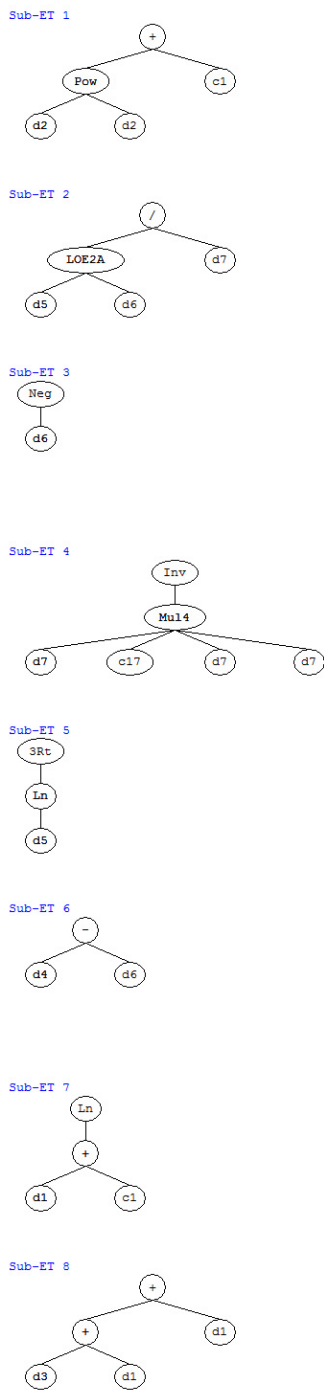 Sub-ET 1
+
Pow c1
d2 d2
Sub-ET 2
/
LOE2A d7
d5 d6
Sub-ET 3
Neg
d6
Sub-ET 4
Inv
Mul4
d7 c17 d7 d7
Sub-ET 5
3Rt
Ln
d5
Sub-ET 6
-
d4 d6
Sub-ET 7
Ln
+
d1 c1
Sub-ET 8
+
+ d1
d3 d1